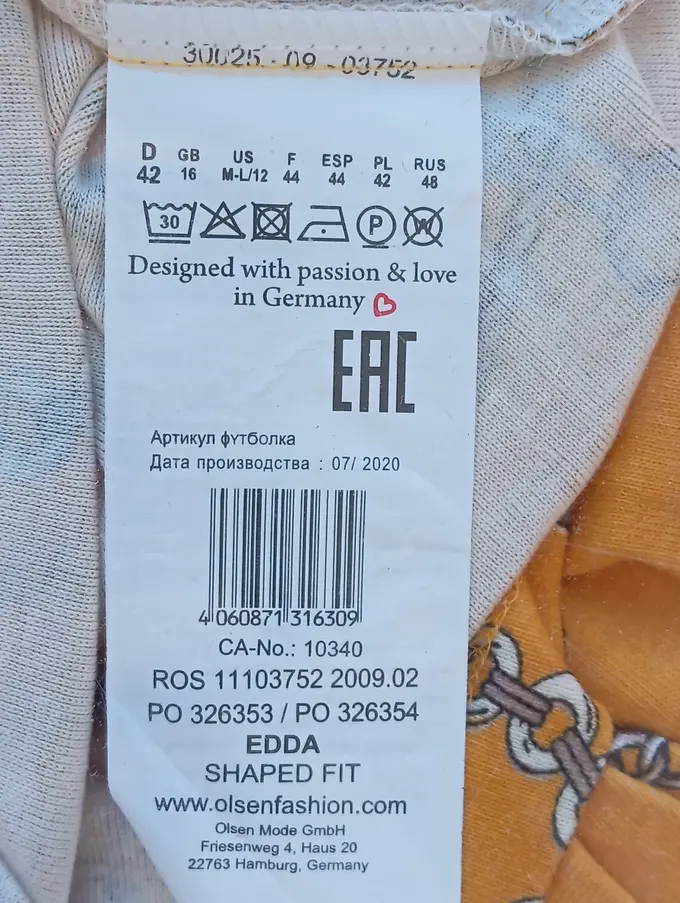 30025 - 09 - 03752
D GB US F ESP PL RUS
42 16 M-L/12 44 44 42 48
30 P W
Designed with passion & love
in Germany
EAC
Артикул футболка
Дата производства : 07/ 2020
4 060871 316309
CA-No.: 10340
ROS 11103752 2009.02
PO 326353 / PO 326354
EDDA
SHAPED FIT
www.olsenfashion.com
Olsen Mode GmbH
Friesenweg 4, Haus 20
22763 Hamburg, Germany